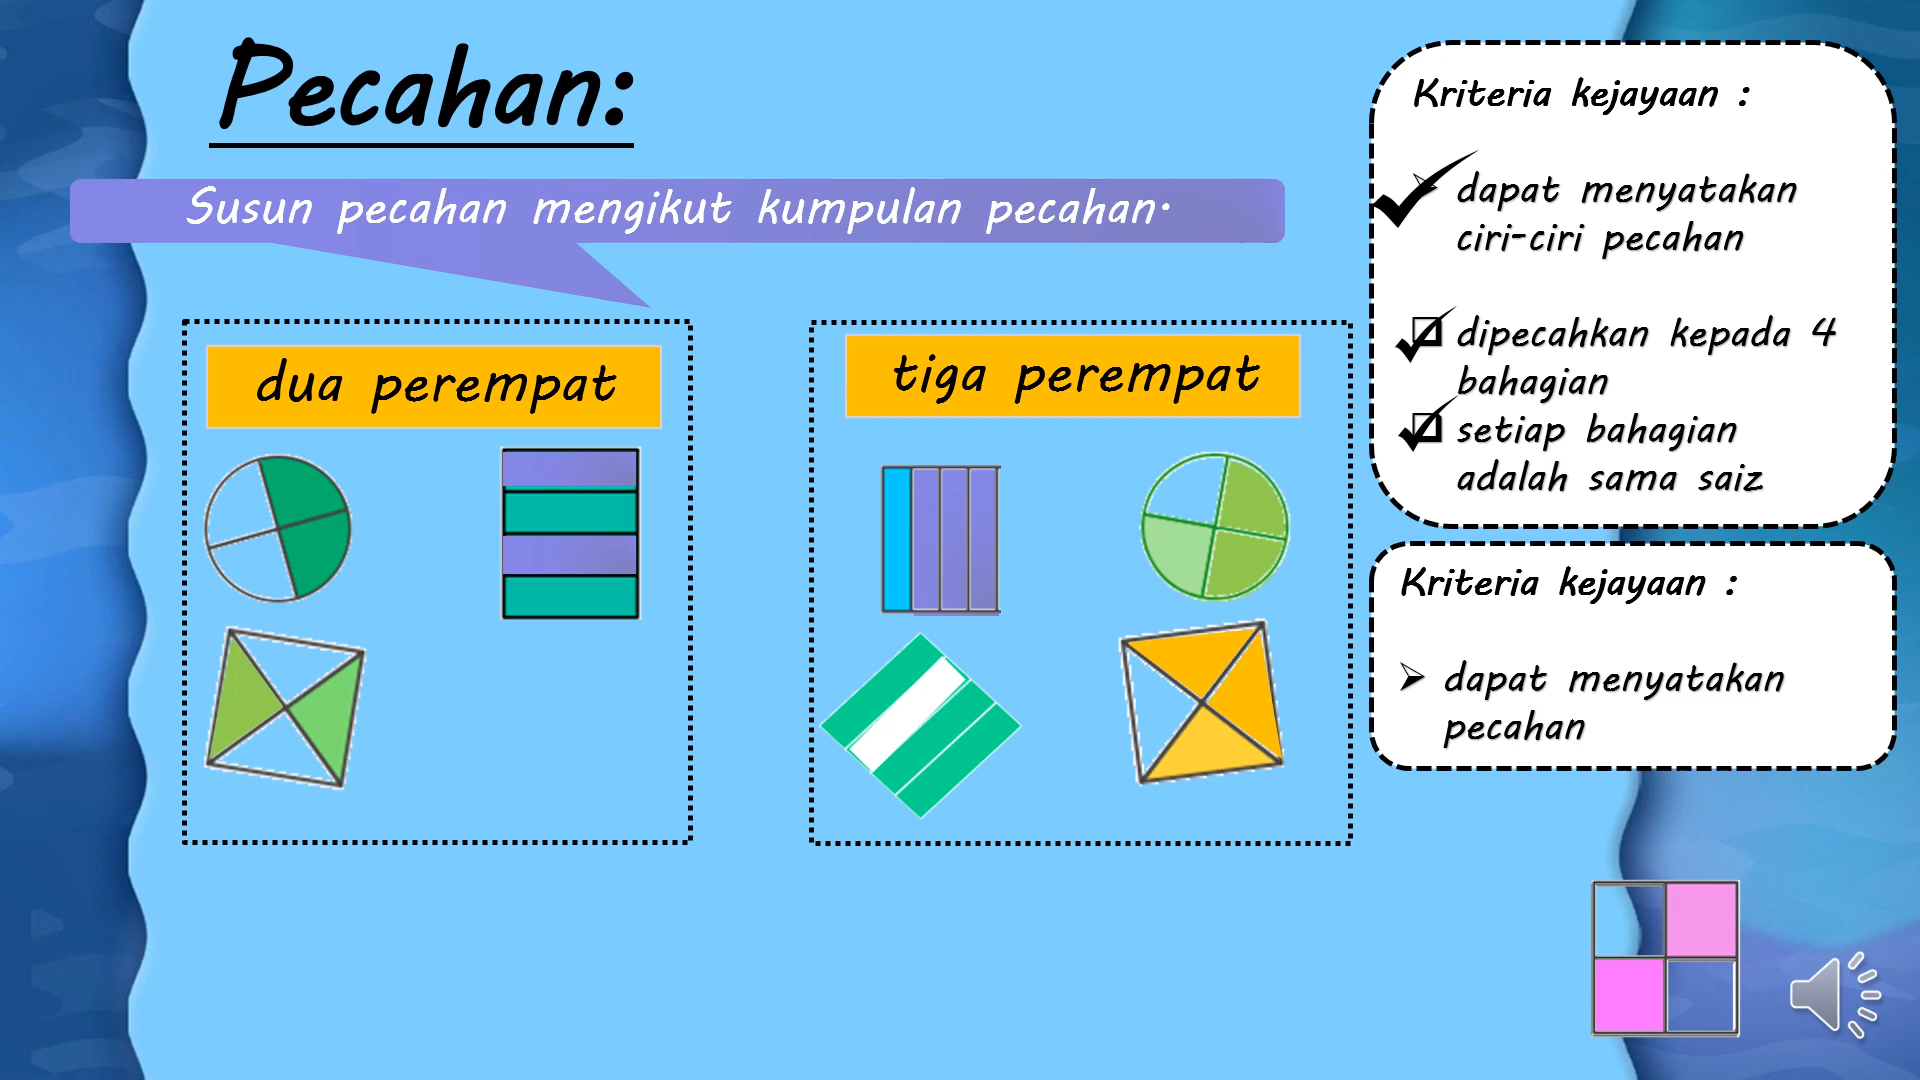 Pecahan:
Susun pecahan mengikut kumpulan pecahan.
dua perempat
tiga perempat
Kriteria kejayaan :
dapat menyatakan
ciri-ciri pecahan
dipecahkan kepada 4
bahagian
setiap bahagian
adalah sama saiz
Kriteria kejayaan :
dapat menyatakan
pecahan